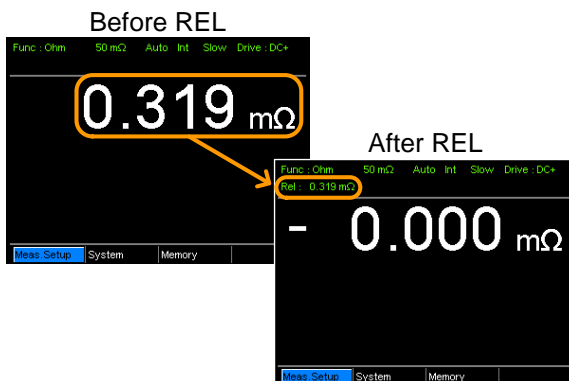 Before REL
Func : Ohm 50 mΩ Auto Int Slow Drive : DC+
0.319 mΩ
Meas.Setup System Memory
After REL
Func : Ohm 50 mΩ Auto Int Slow Drive : DC+
Rel : 0.319 mΩ
- 0.000 mΩ
Meas.Setup System Memory